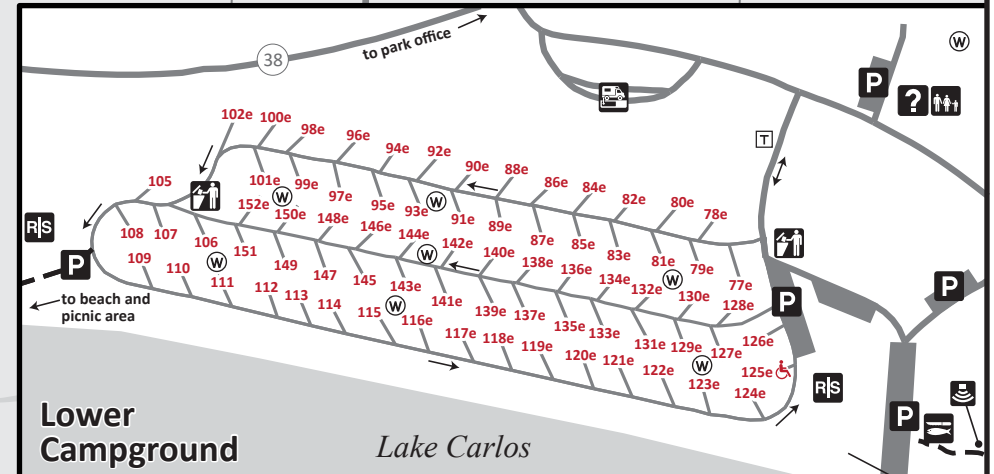 to park office
38
W
P
?
T
102e 100e
98e
96e
94e
92e
90e
88e
86e
84e
82e
80e
78e
105
101e
99e
97e
95e
93e
91e
89e
87e
85e
83e
81e
79e
77e
W
W
W
152e
150e
148e
146e
144e
142e
140e
138e
136e
134e
132e
130e
128e
W
R|S
P
108
107
106
151
149
147
145
143e
141e
139e
137e
135e
133e
131e
129e
127e
126e
W
W
W
109
110
111
112
113
114
115
116e
117e
118e
119e
120e
121e
122e
123e
124e
125e
P
P
R|S
P
to beach and
picnic area
Lower
Campground
Lake Carlos